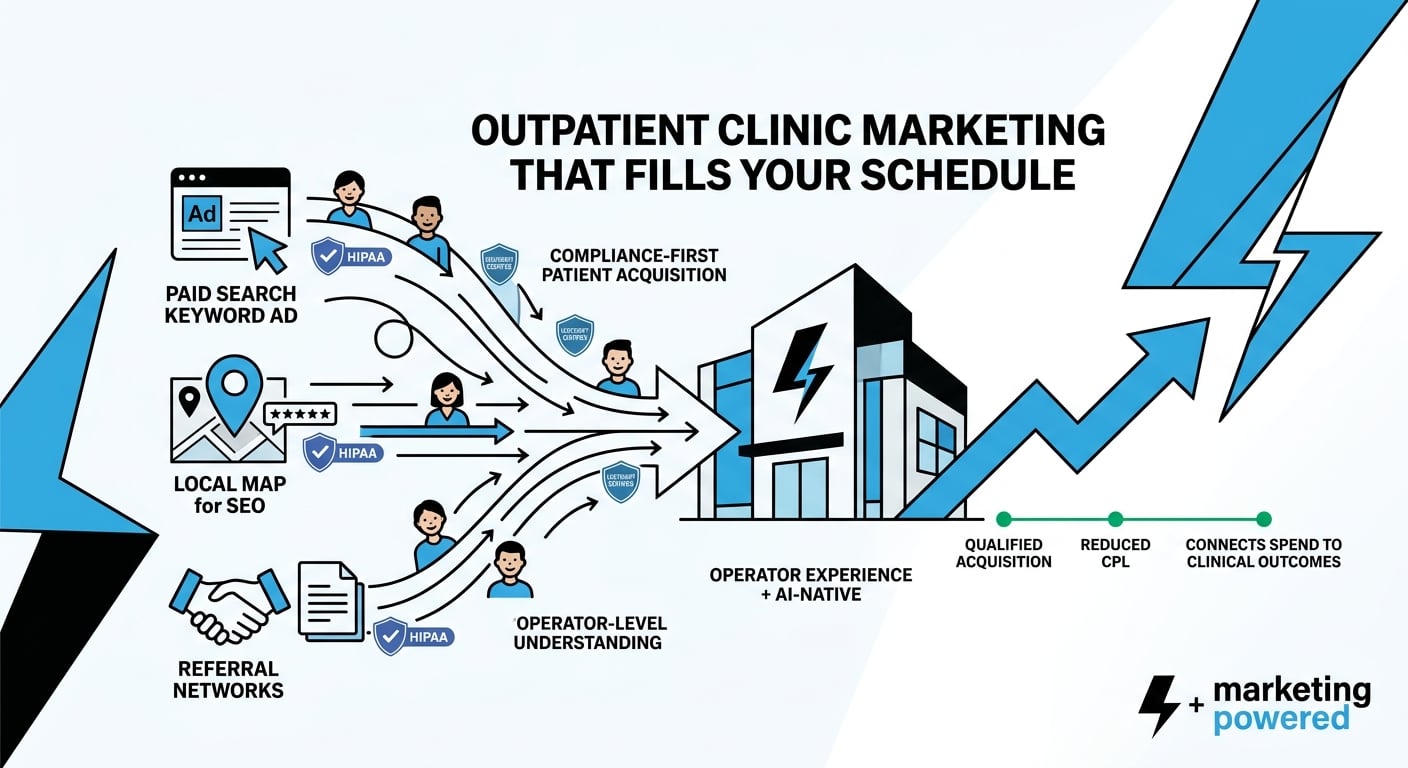 OUTPATIENT CLINIC MARKETING
THAT FILLS YOUR SCHEDULE
Ad
HIPAA
PAID SEARCH
KEYWORD AD
COMPLIANCE-FIRST
PATIENT ACQUISITION
HIPAA
LOCAL MAP
for SEO
HIPAA
REFERRAL
NETWORKS
OPERATOR-LEVEL
UNDERSTANDING
OPERATOR EXPERIENCE
+ AI-NATIVE
QUALIFIED
ACQUISITION
REDUCED
CPL
CONNECTS SPEND TO
CLINICAL OUTCOMES
+ marketing
powered